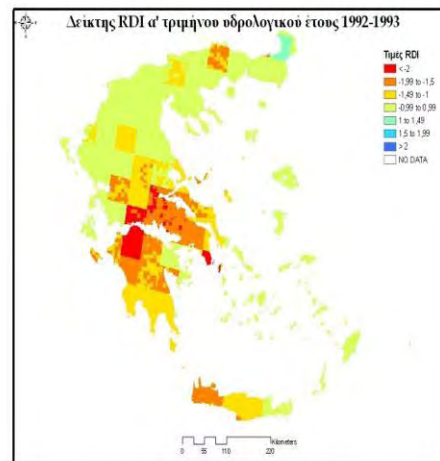 Δείκτης RDI α' τριμήνου υδρολογικού έτους 1992-1993
Τιμές RDI
< -2
-1,99 to -1,5
-1,49 to -1
-0,99 to 0,99
1 to 1,49
1,5 to 1,99
> 2
NO DATA
Kilometers
0 55 110 220